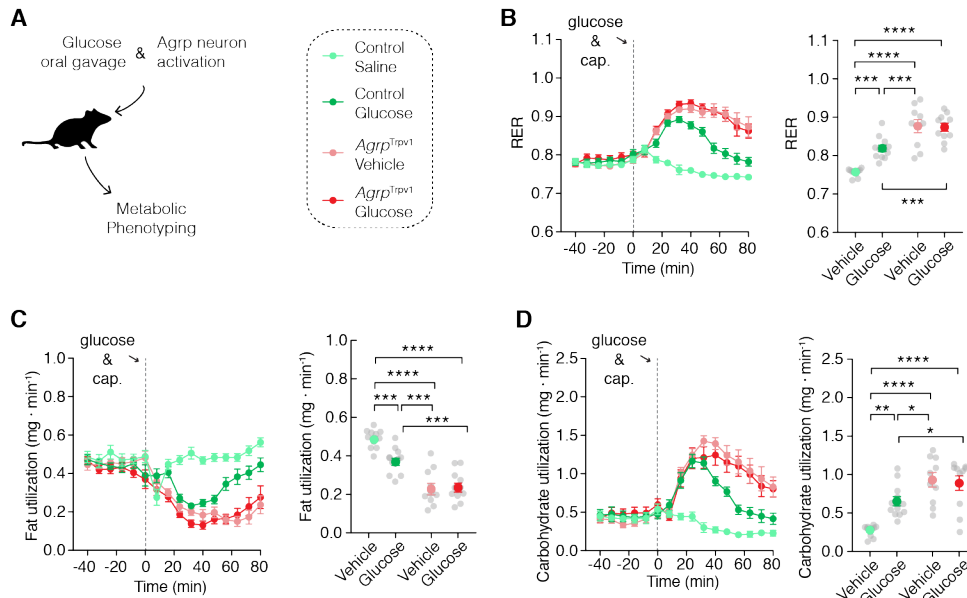 A
Glucose
oral gavage
&
Agrp neuron
activation
Metabolic
Phenotyping
Control
Saline
Control
Glucose
Agrpᵀʳᵖᵛ¹
Vehicle
Agrpᵀʳᵖᵛ¹
Glucose
B
glucose
&
cap.
RER
1.1
1.0
0.9
0.8
0.7
0.6
-40 -20 0 20 40 60 80
Time (min)
RER
1.1
1.0
0.9
0.8
0.7
0.6
****
****
*** ***
***
Vehicle
Glucose
Vehicle
Glucose
C
glucose
&
cap.
Fat utilization (mg · min⁻¹)
1.0
0.8
0.6
0.4
0.2
0.0
-40 -20 0 20 40 60 80
Time (min)
Fat utilization (mg · min⁻¹)
1.0
0.8
0.6
0.4
0.2
0.0
****
****
*** ***
***
Vehicle
Glucose
Vehicle
Glucose
D
glucose
&
cap.
Carbohydrate utilization (mg · min⁻¹)
2.5
2.0
1.5
1.0
0.5
0.0
-40 -20 0 20 40 60 80
Time (min)
Carbohydrate utilization (mg · min⁻¹)
2.5
2.0
1.5
1.0
0.5
0.0
****
****
** *
*
Vehicle
Glucose
Vehicle
Glucose